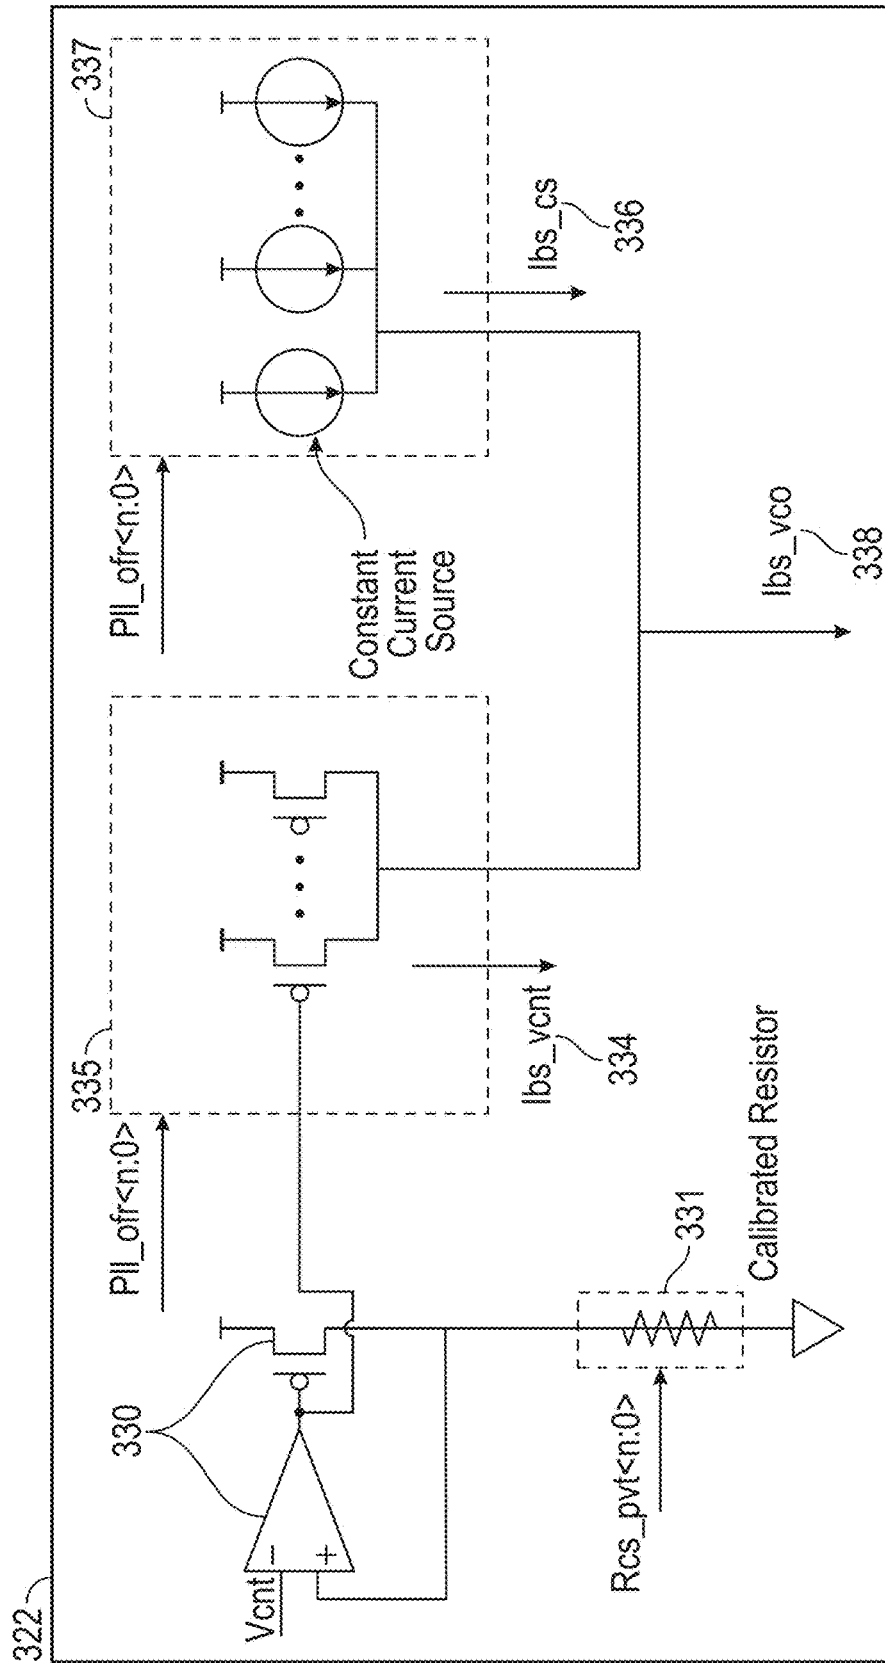 322
330
Vcnt
−
+
Pll_ofr<n:0>
335
Ibs_vcnt
334
Rcs_pvt<n:0>
331
Calibrated Resistor
Pll_ofr<n:0>
337
Constant
Current
Source
Ibs_cs
336
Ibs_vco
338